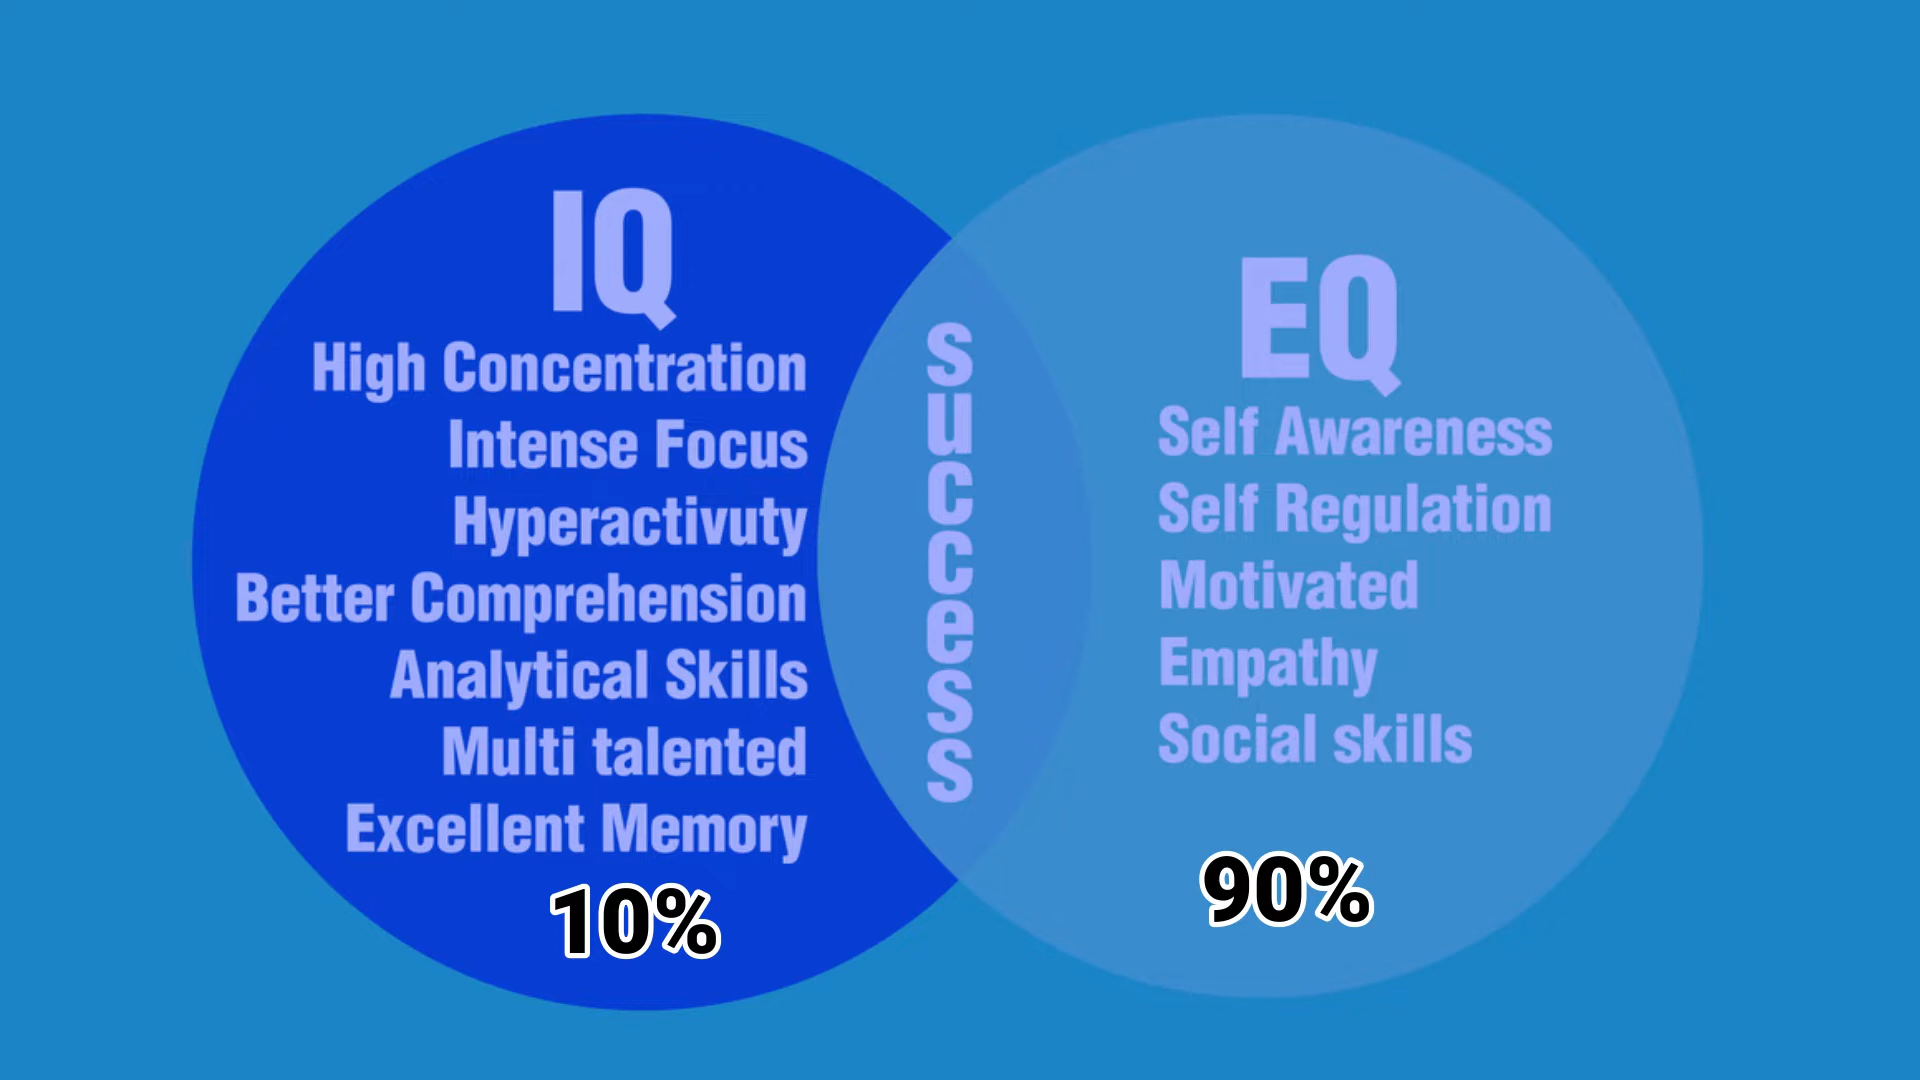 IQ
High Concentration
Intense Focus
Hyperactivuty
Better Comprehension
Analytical Skills
Multi talented
Excellent Memory
10%
success
EQ
Self Awareness
Self Regulation
Motivated
Empathy
Social skills
90%